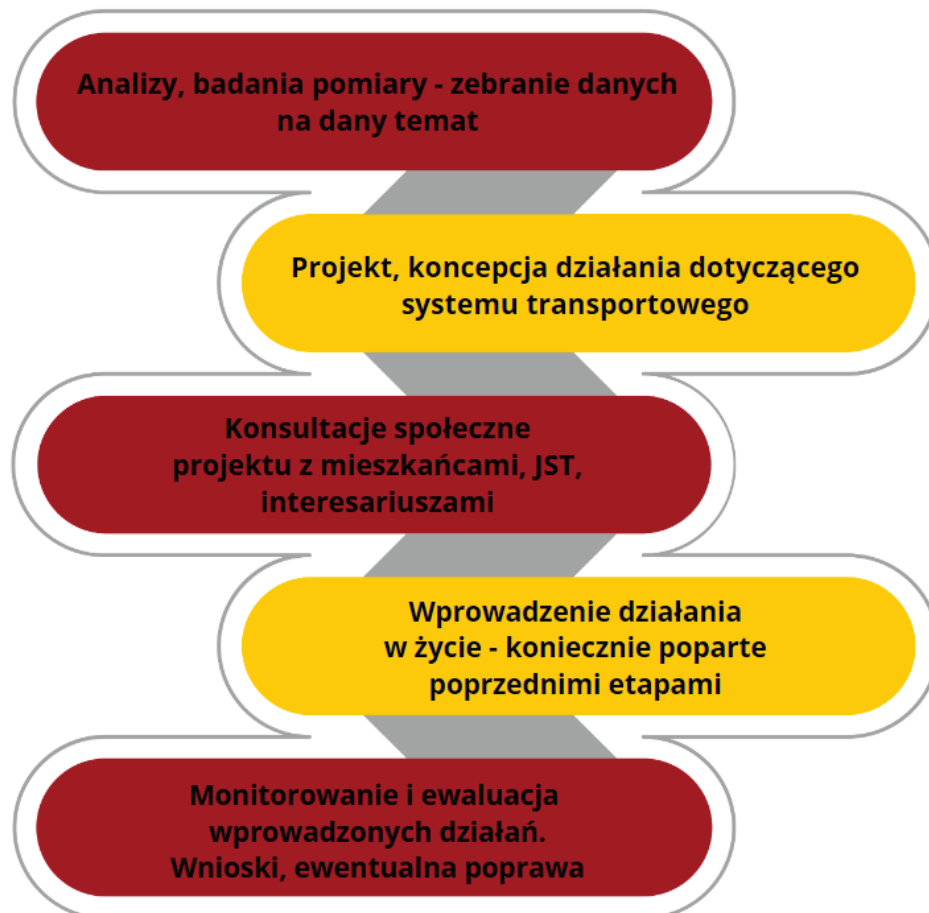 Analizy, badania pomiary - zebranie danych
na dany temat
Projekt, koncepcja działania dotyczącego
systemu transportowego
Konsultacje społeczne
projektu z mieszkańcami, JST,
interesariuszami
Wprowadzenie działania
w życie - koniecznie poparte
poprzednimi etapami
Monitorowanie i ewaluacja
wprowadzonych działań.
Wnioski, ewentualna poprawa